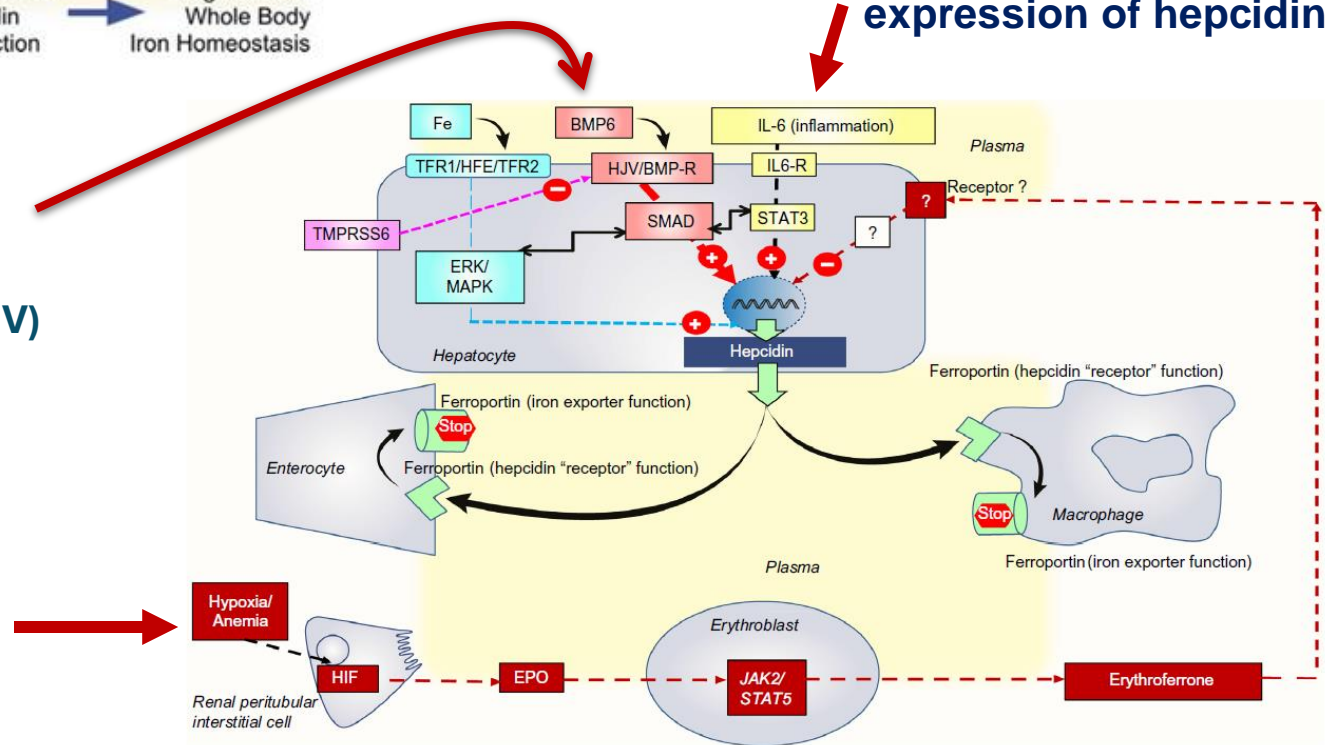 Whole Body
Iron Homeostasis
expression of hepcidin
Fe
BMP6
IL-6 (inflammation)
Plasma
TFR1/HFE/TFR2
HJV/BMP-R
IL6-R
Receptor ?
?
TMPRSS6
SMAD
STAT3
?
ERK/
MAPK
V)
Hepcidin
Hepatocyte
Ferroportin (hepcidin “receptor” function)
Ferroportin (iron exporter function)
Stop
Enterocyte
Ferroportin (hepcidin “receptor” function)
Stop
Macrophage
Ferroportin (iron exporter function)
Plasma
Hypoxia/
Anemia
Erythroblast
HIF
EPO
JAK2/
STAT5
Erythroferrone
Renal peritubular
interstitial cell